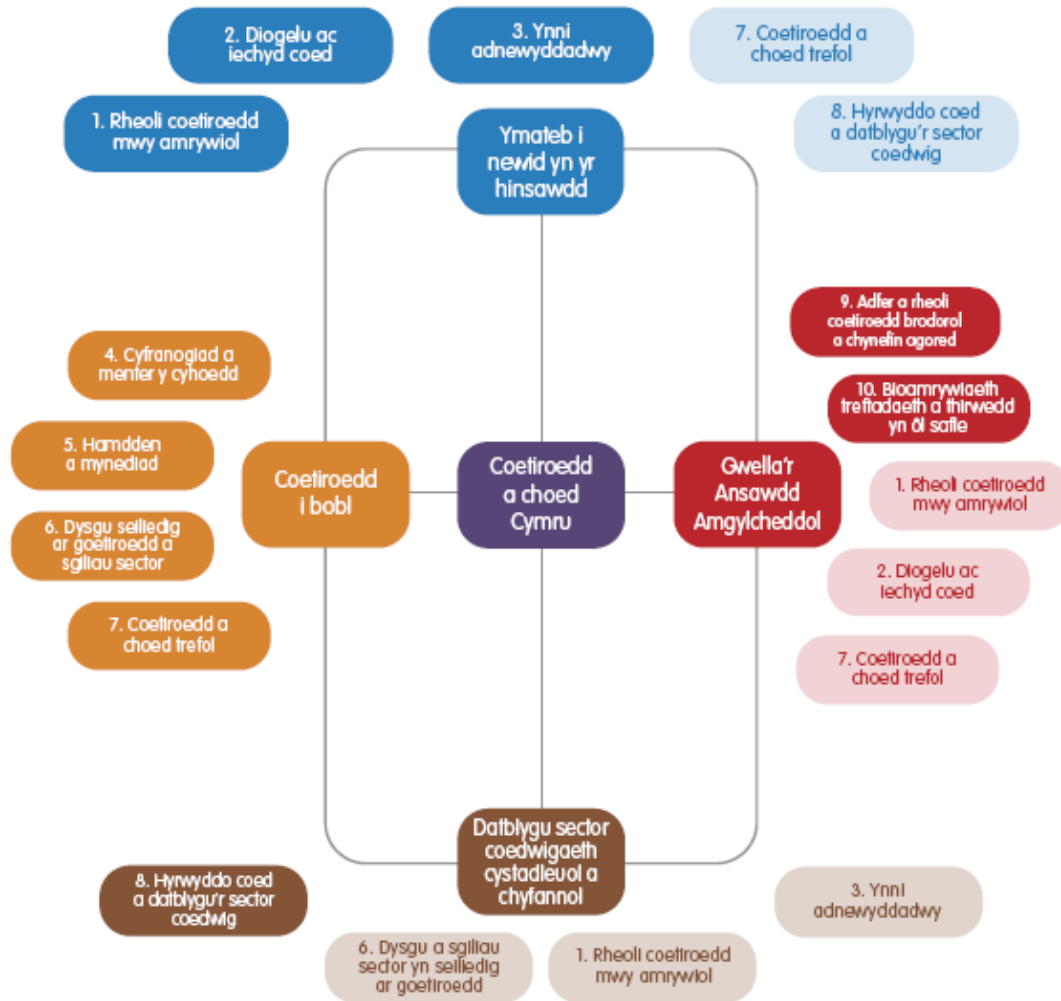 2. Diogelu ac
iechyd coed
3. Ynni
adnewyddadwy
7. Coetiroedd a
choed trefol
1. Rheoli coetiroedd
mwy amrywiol
Ymateb i
newid yn yr
hinsawdd
8. Hyrwyddo coed
a datblygu'r sector
coedwig
9. Adfer a rheoli
coetiroedd brodorol
a chynefin agored
4. Cyfranogiad a
menter y cyhoedd
10. Bioamrywiaeth
treftadaeth a thirwedd
yn ôl safle
5. Hamdden
a mynediad
Coetiroedd
i bobl
Coetiroedd
a choed
Cymru
Gwella'r
Ansawdd
Amgylcheddol
1. Rheoli coetiroedd
mwy amrywiol
6. Dysgu seiliedig
ar goetiroedd a
sgiliau sector
2. Diogelu ac
iechyd coed
7. Coetiroedd a
choed trefol
7. Coetiroedd a
choed trefol
Datblygu sector
coedwigaeth
cystadleuol a
chyfannol
8. Hyrwyddo coed
a datblygu'r sector
coedwig
3. Ynni
adnewyddadwy
6. Dysgu a sgiliau
sector yn seiliedig
ar goetiroedd
1. Rheoli coetiroedd
mwy amrywiol